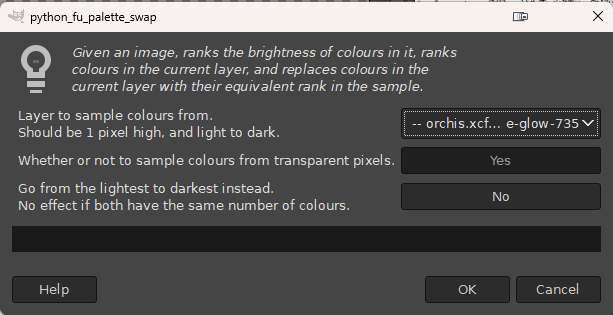 python_fu_palette_swap
Given an image, ranks the brightness of colours in it, ranks
colours in the current layer, and replaces colours in the
current layer with their equivalent rank in the sample.
Layer to sample colours from.
Should be 1 pixel high, and light to dark.
-- orchis.xcf... e-glow-735
Whether or not to sample colours from transparent pixels.
Yes
Go from the lightest to darkest instead.
No effect if both have the same number of colours.
No
Help
OK
Cancel